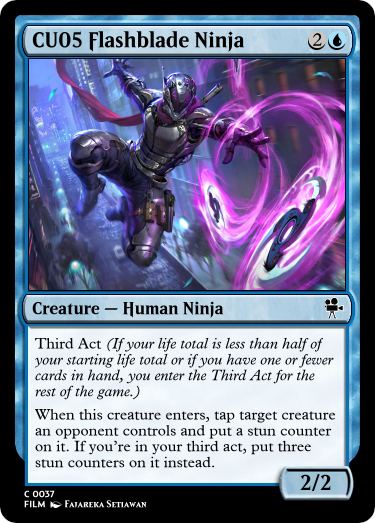 CU05 Flashblade Ninja 2
Creature — Human Ninja
Third Act (If your life total is less than half of
your starting life total or if you have one or fewer
cards in hand, you enter the Third Act for the
rest of the game.)
When this creature enters, tap target creature
an opponent controls and put a stun counter
on it. If you're in your third act, put three
stun counters on it instead.
2/2
C 0037
FILM Fajareka Setiawan